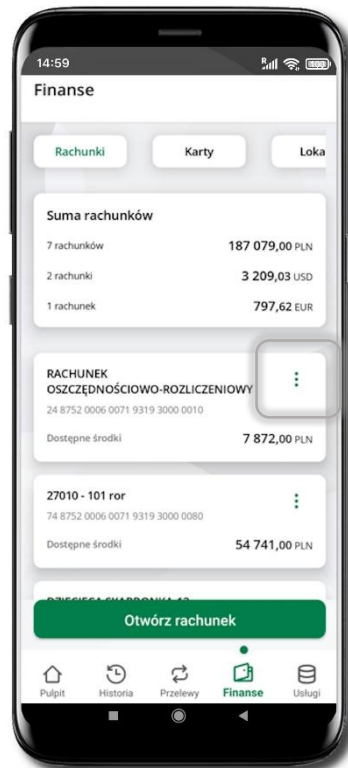 14:59
Finanse
Rachunki Karty Loka
Suma rachunków
7 rachunków 187 079,00 PLN
2 rachunki 3 209,03 USD
1 rachunek 797,62 EUR
RACHUNEK
OSZCZĘDNOŚCIOWO-ROZLICZENIOWY
24 8752 0006 0071 9319 3000 0010
Dostępne środki 7 872,00 PLN
27010 - 101 ror
74 8752 0006 0071 9319 3000 0080
Dostępne środki 54 741,00 PLN
Otwórz rachunek
Pulpit Historia Przelewy Finanse Usługi